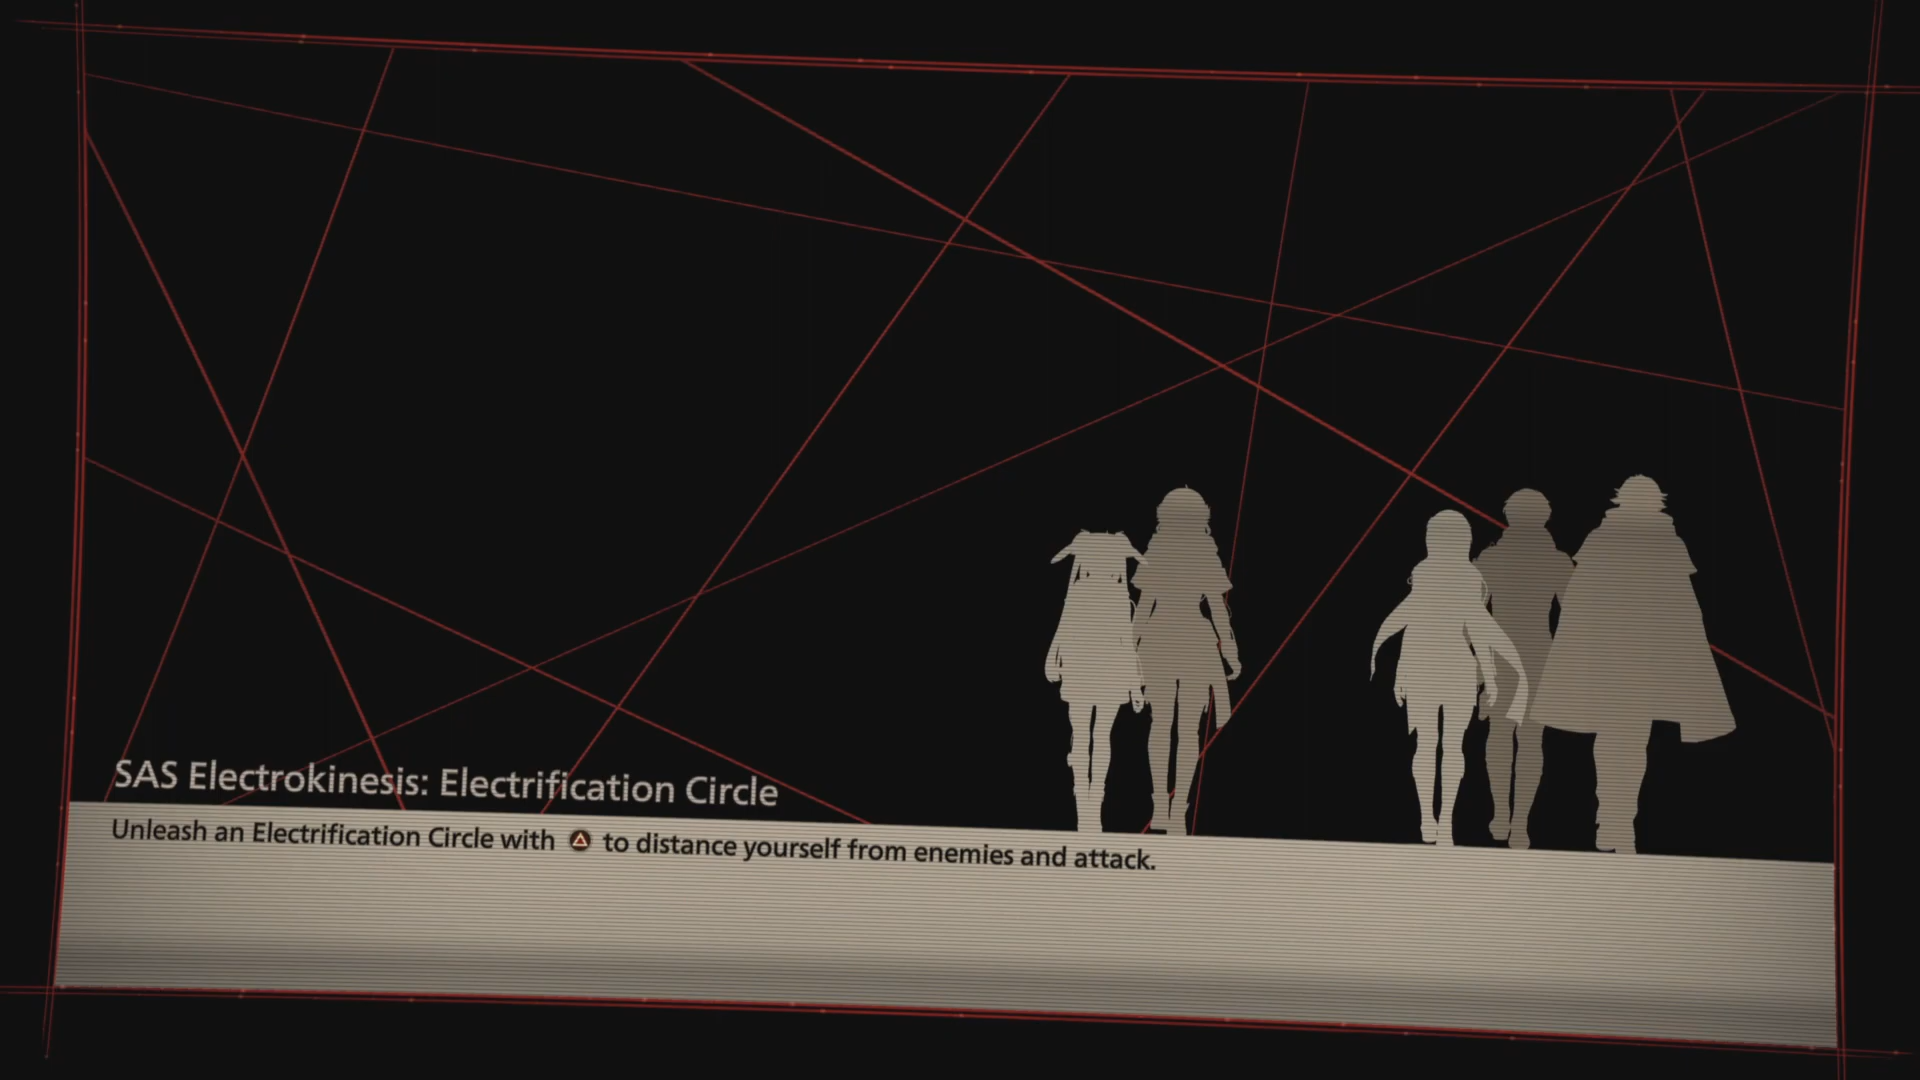 SAS Electrokinesis: Electrification Circle
Unleash an Electrification Circle with to distance yourself from enemies and attack.